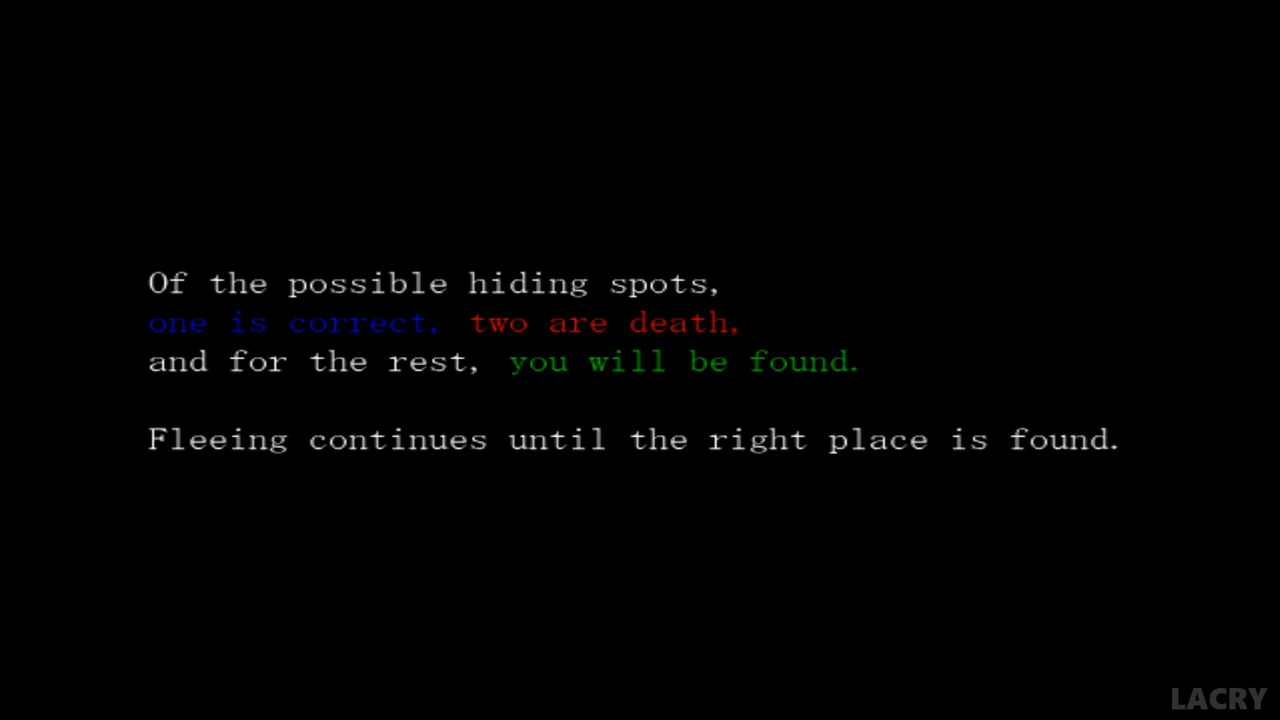 Of the possible hiding spots,
one is correct, two are death,
and for the rest, you will be found.
Fleeing continues until the right place is found.
LACRY